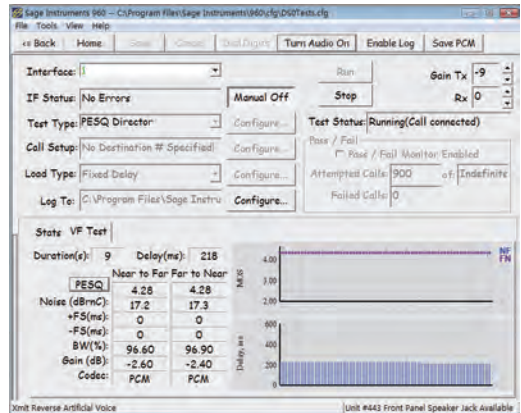 Sage Instruments 960 - C:\Program Files\Sage Instruments\960\cfg\DS0Tests.cfg
File Tools View Help
<< Back Home Save Cancel Dial Digits Turn Audio On Enable Log Save PCM
Interface: 1 Run Gain Tx -9
IF Status: No Errors Manual Off Stop Rx 0
Test Type: PESQ Director Configure... Test Status: Running(Call connected)
Call Setup: No Destination # Specified Configure... Pass / Fail
Pass / Fail Monitor Enabled
Load Type: Fixed Delay Configure... Attempted Calls: 900 of: Indefinite
Log To: C:\Program Files\Sage Instru Configure... Failed Calls: 0
Stats VF Test
Duration(s): 9 Delay(ms): 218
Near to Far Far to Near
PESQ 4.28 4.28
Noise (dBrnC): 17.2 17.3
+FS(ms): 0 0
-FS(ms): 0 0
BW(%): 96.60 96.90
Gain (dB): -2.60 -2.40
Codec: PCM PCM
MOS
4.00
3.00
2.00
NF
FN
Delay, ms
600
400
200
0
Xmit Reverse Artificial Voice Unit #443 Front Panel Speaker Jack Available